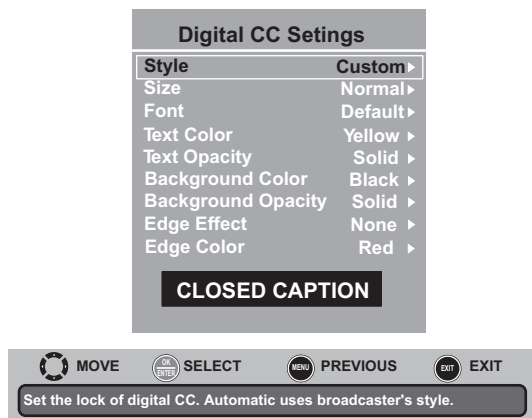 Digital CC Setings
Style Custom
Size Normal
Font Default
Text Color Yellow
Text Opacity Solid
Background Color Black
Background Opacity Solid
Edge Effect None
Edge Color Red
CLOSED CAPTION
MOVE OK ENTER SELECT MENU PREVIOUS EXIT EXIT
Set the lock of digital CC. Automatic uses broadcaster's style.